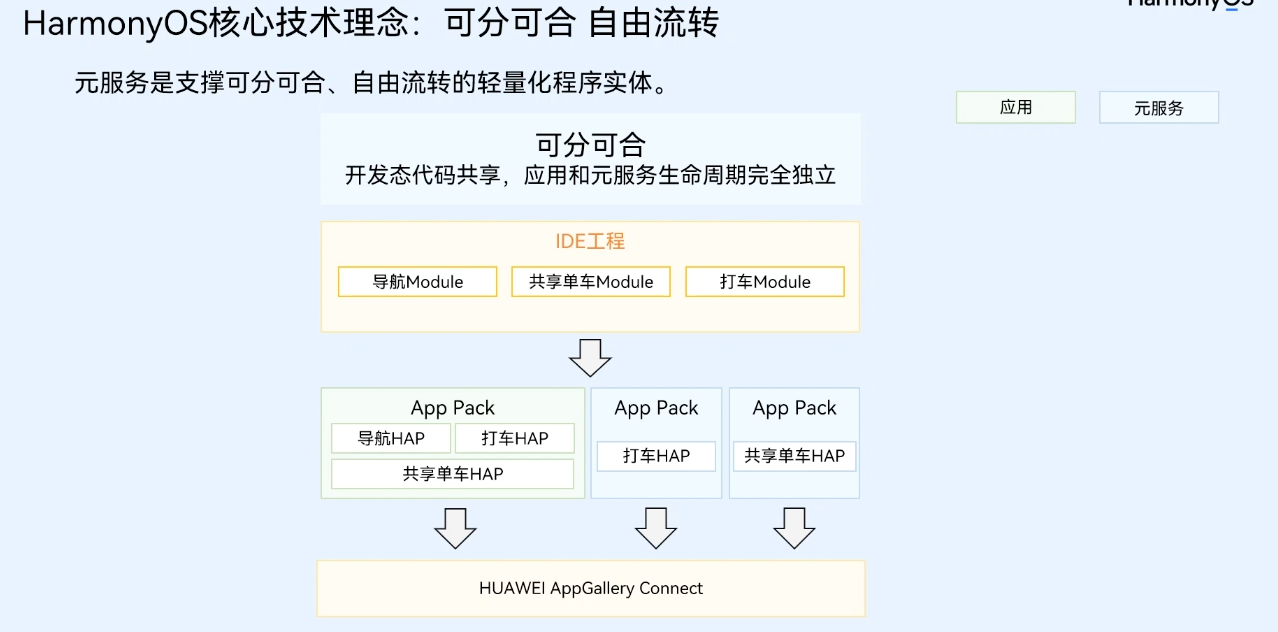 HarmonyOS
HarmonyOS核心技术理念：可分可合 自由流转
元服务是支撑可分可合、自由流转的轻量化程序实体。
应用
元服务
可分可合
开发态代码共享，应用和元服务生命周期完全独立
IDE工程
导航Module
共享单车Module
打车Module
App Pack
App Pack
App Pack
导航HAP
打车HAP
共享单车HAP
打车HAP
共享单车HAP
HUAWEI AppGallery Connect